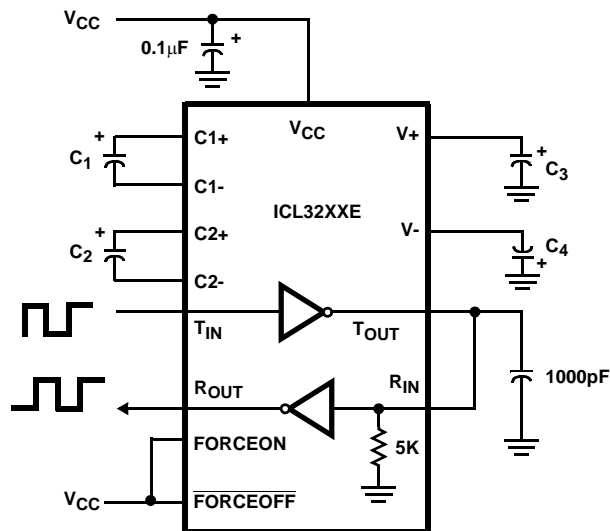 VCC
0.1μF +
VCC
C1+
C1-
C2+
C2-
V+
V-
+
C1
+
C2
+
C3
C4
+
ICL32XXE
TIN
TOUT
ROUT
RIN
1000pF
5K
FORCEON
FORCEOFF
VCC